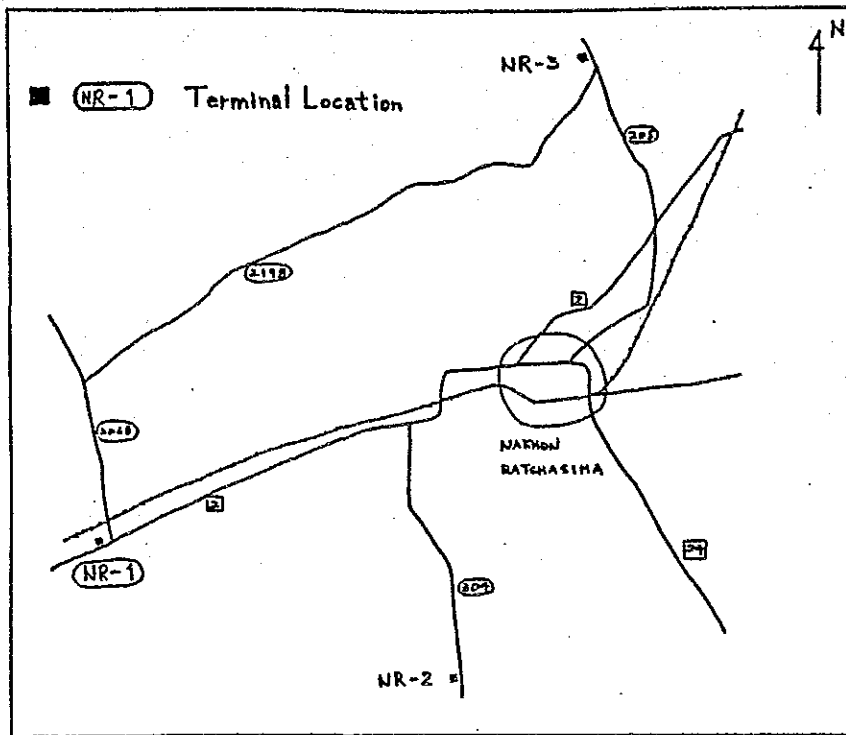 N
NR-3
NR-1 Terminal Location
205
2198
2
NAKHON
RATCHASIMA
2
24
NR-1
304
NR-2